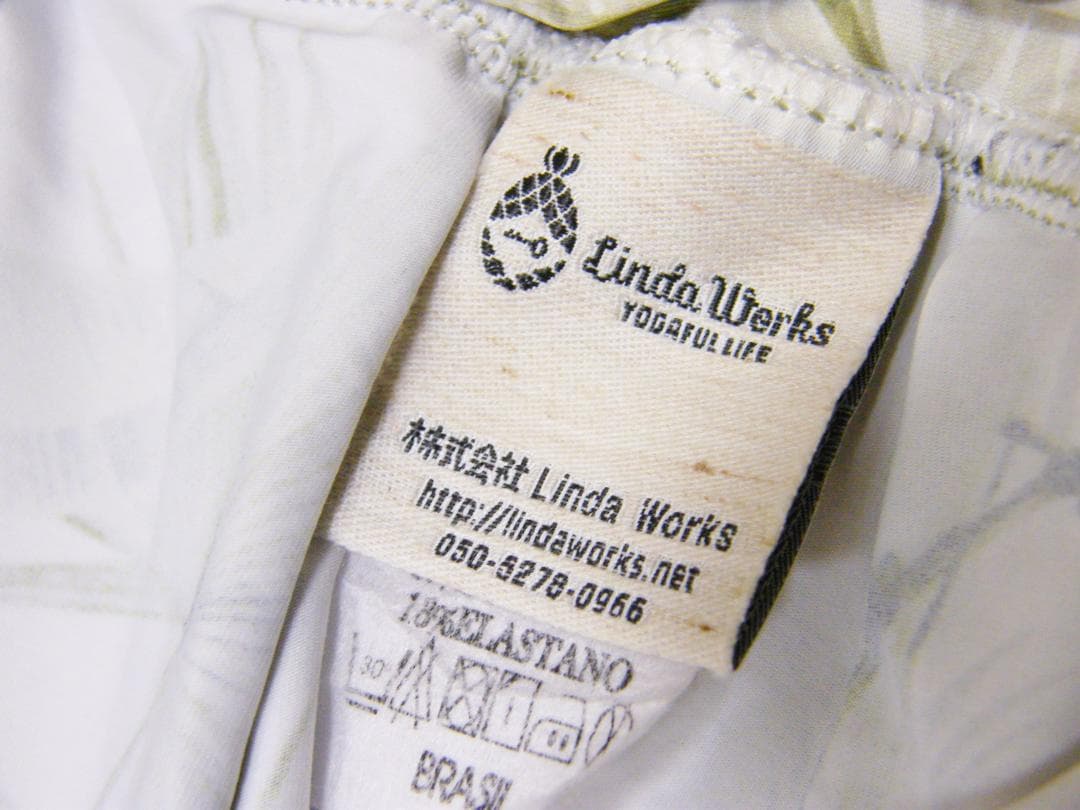 Linda Werks
YOGAFUL LIFE
株式会社 Linda Works
http://lindaworks.net
050-5278-0966
18%ELASTANO
30
BRASIL